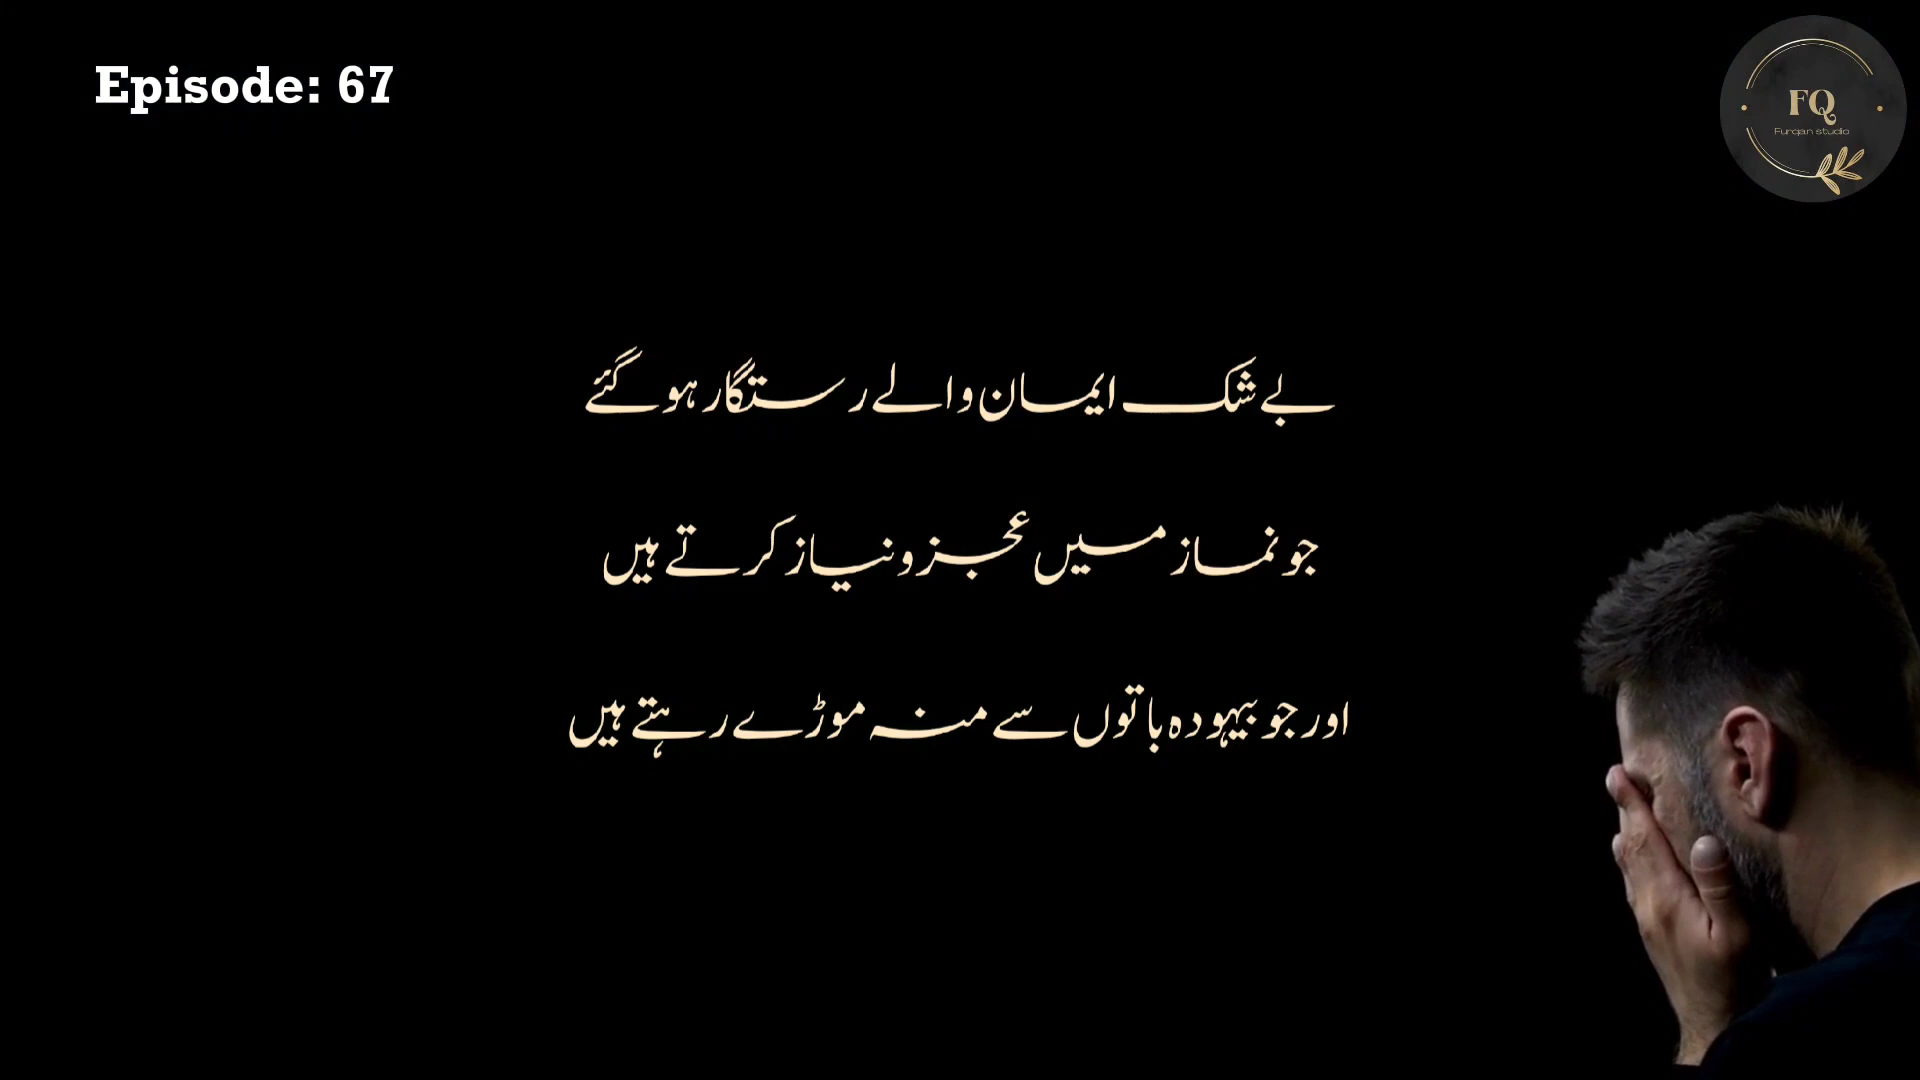 Episode: 67
FQ
Furqan studio
بے شک ایمان والے رستگار ہو گئے
جو نماز میں عجز و نیاز کرتے ہیں
اور جو بیہودہ باتوں سے منہ موڑے رہتے ہیں